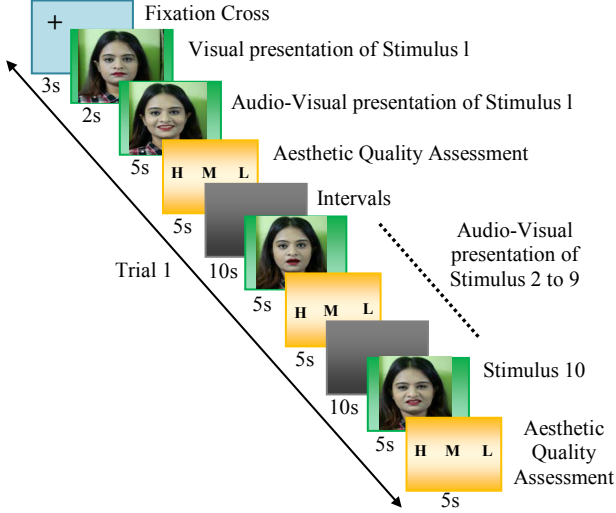 +
Fixation Cross
3s
Visual presentation of Stimulus 1
2s
Audio-Visual presentation of Stimulus 1
5s
Aesthetic Quality Assessment
H M L
5s
Intervals
10s
Audio-Visual
presentation of
Stimulus 2 to 9
5s
Trial 1
H M L
5s
10s
Stimulus 10
5s
Aesthetic
Quality
Assessment
H M L
5s